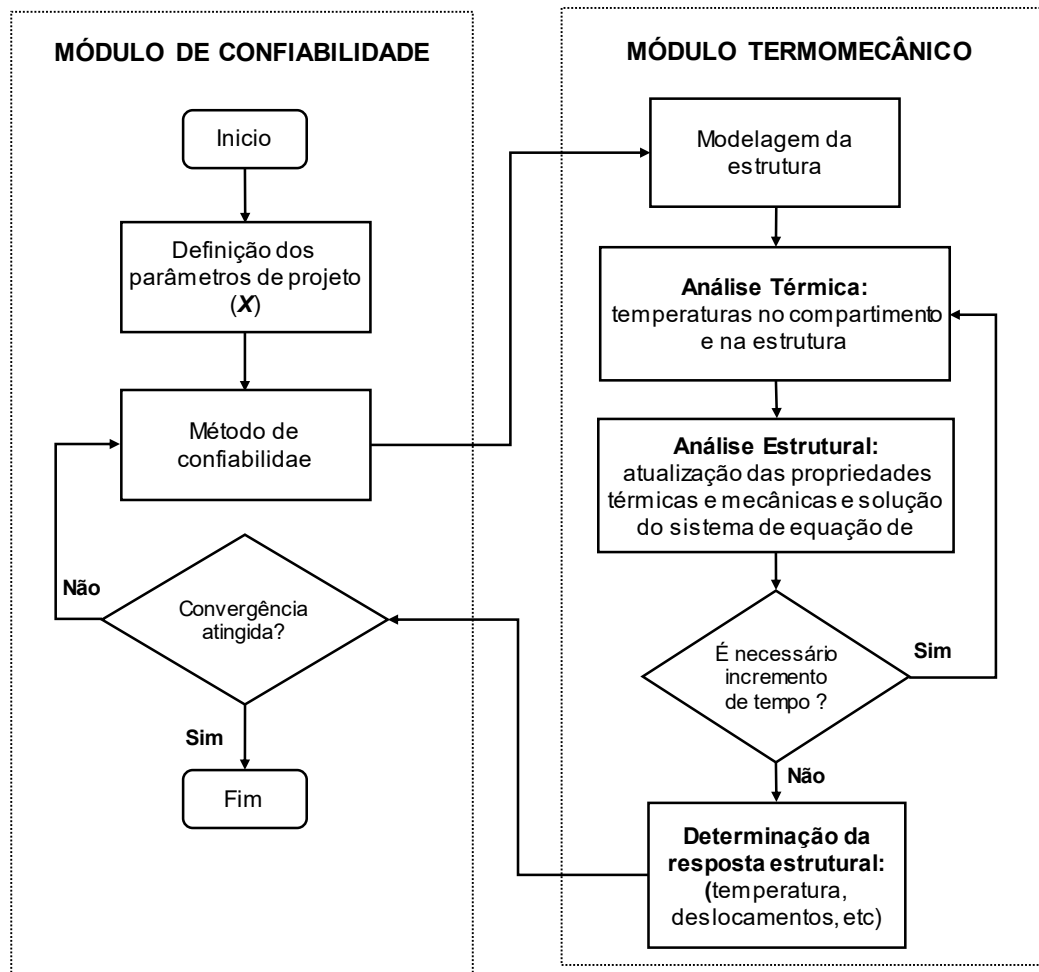 MÓDULO DE CONFIABILIDADE
Inicio
Definição dos
parâmetros de projeto
(X)
Método de
confiabilidae
Não
Convergência
atingida?
Sim
Fim
MÓDULO TERMOMECÂNICO
Modelagem da
estrutura
Análise Térmica:
temperaturas no compartimento
e na estrutura
Análise Estrutural:
atualização das propriedades
térmicas e mecânicas e solução
do sistema de equação de
É necessário
incremento
de tempo ?
Sim
Não
Determinação da
resposta estrutural:
(temperatura,
deslocamentos, etc)